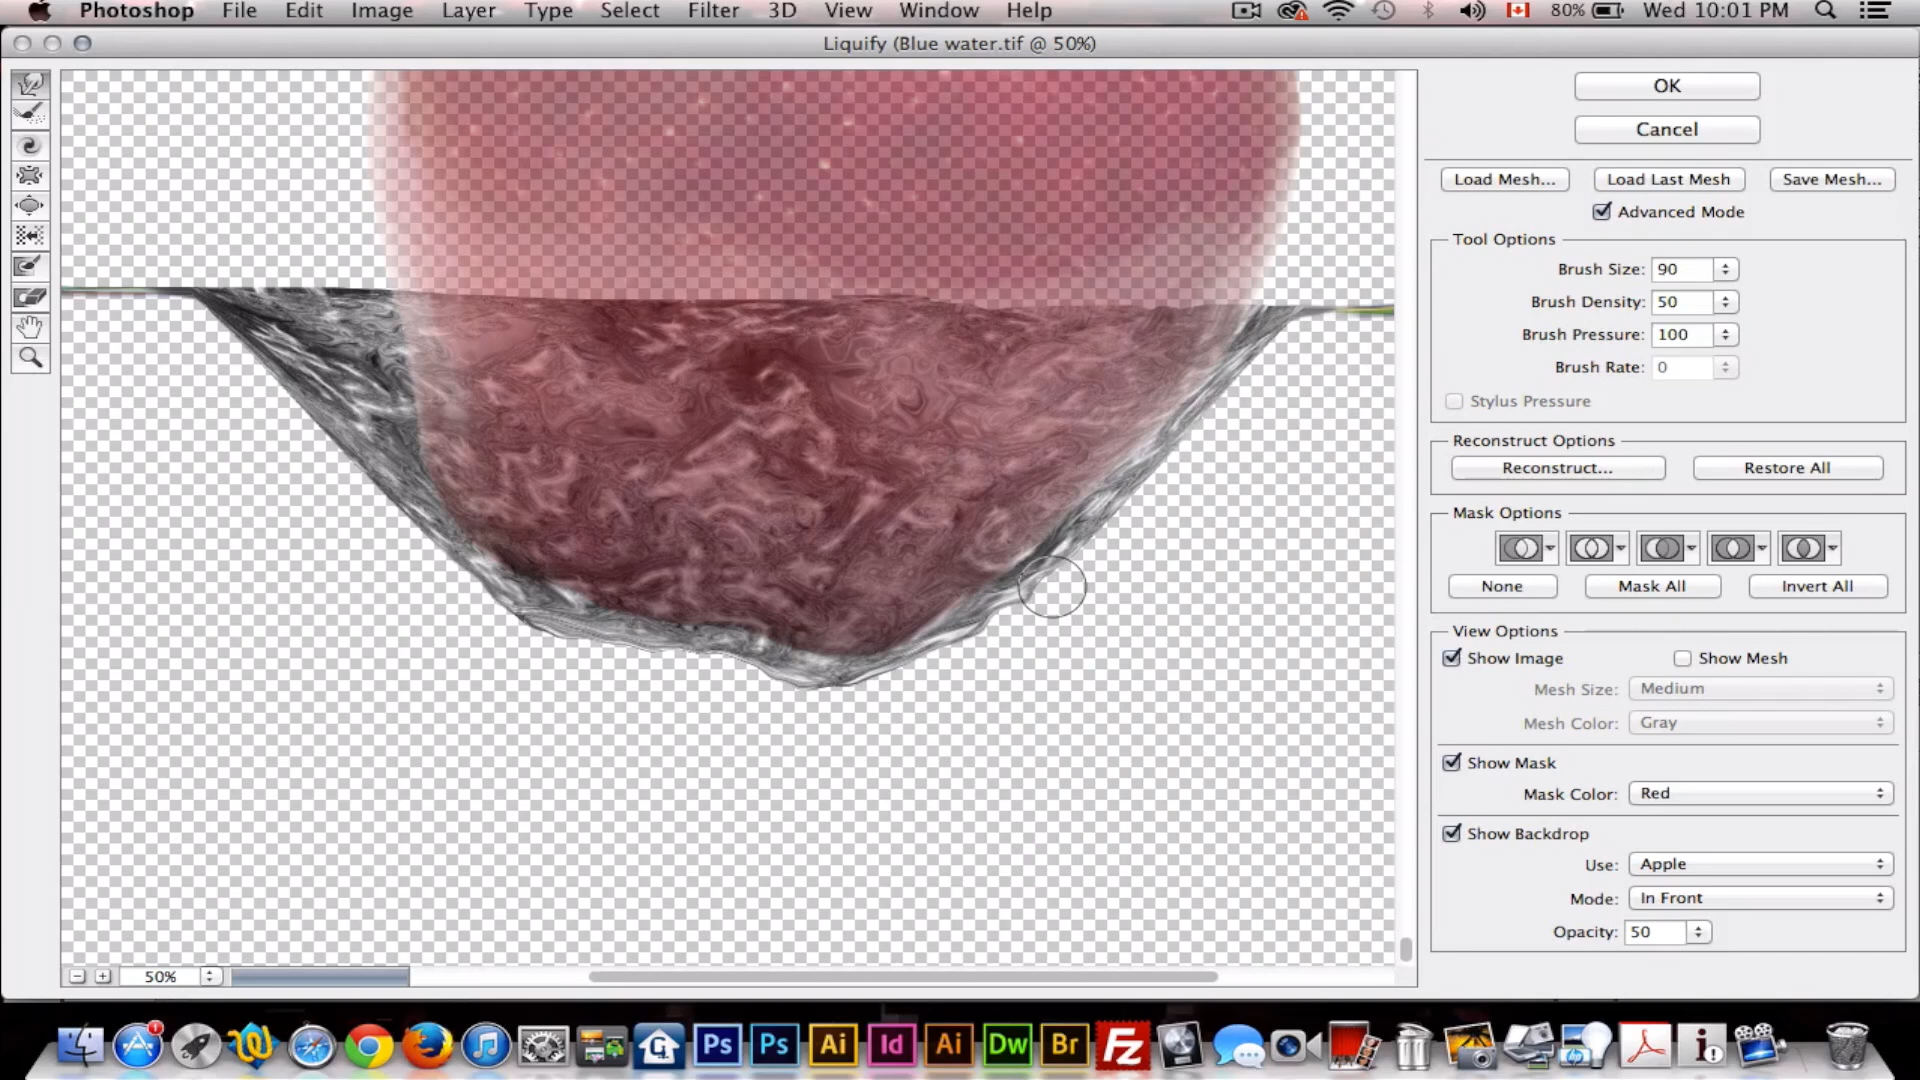 Photoshop File Edit Image Layer Type Select Filter 3D View Window Help 80% Wed 10:01 PM
Liquify (Blue water.tif @ 50%)
OK
Cancel
Load Mesh... Load Last Mesh Save Mesh...
Advanced Mode
Tool Options
Brush Size: 90
Brush Density: 50
Brush Pressure: 100
Brush Rate: 0
Stylus Pressure
Reconstruct Options
Reconstruct... Restore All
Mask Options
None Mask All Invert All
View Options
Show Image Show Mesh
Mesh Size: Medium
Mesh Color: Gray
Show Mask
Mask Color: Red
Show Backdrop
Use: Apple
Mode: In Front
Opacity: 50
50%
1 G Ps Ps Ai Id Ai Dw Br Fz hp i!